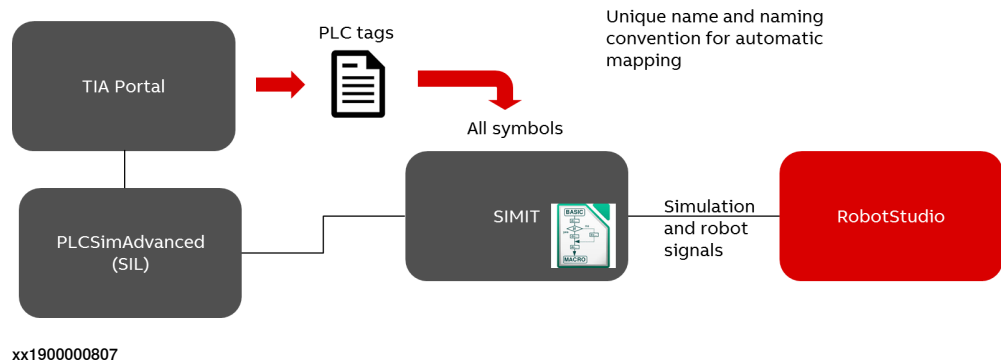 Unique name and naming
convention for automatic
mapping
PLC tags
TIA Portal
All symbols
PLCSimAdvanced
(SIL)
SIMIT
BASIC
MACRO
Simulation
and robot
signals
RobotStudio
xx1900000807